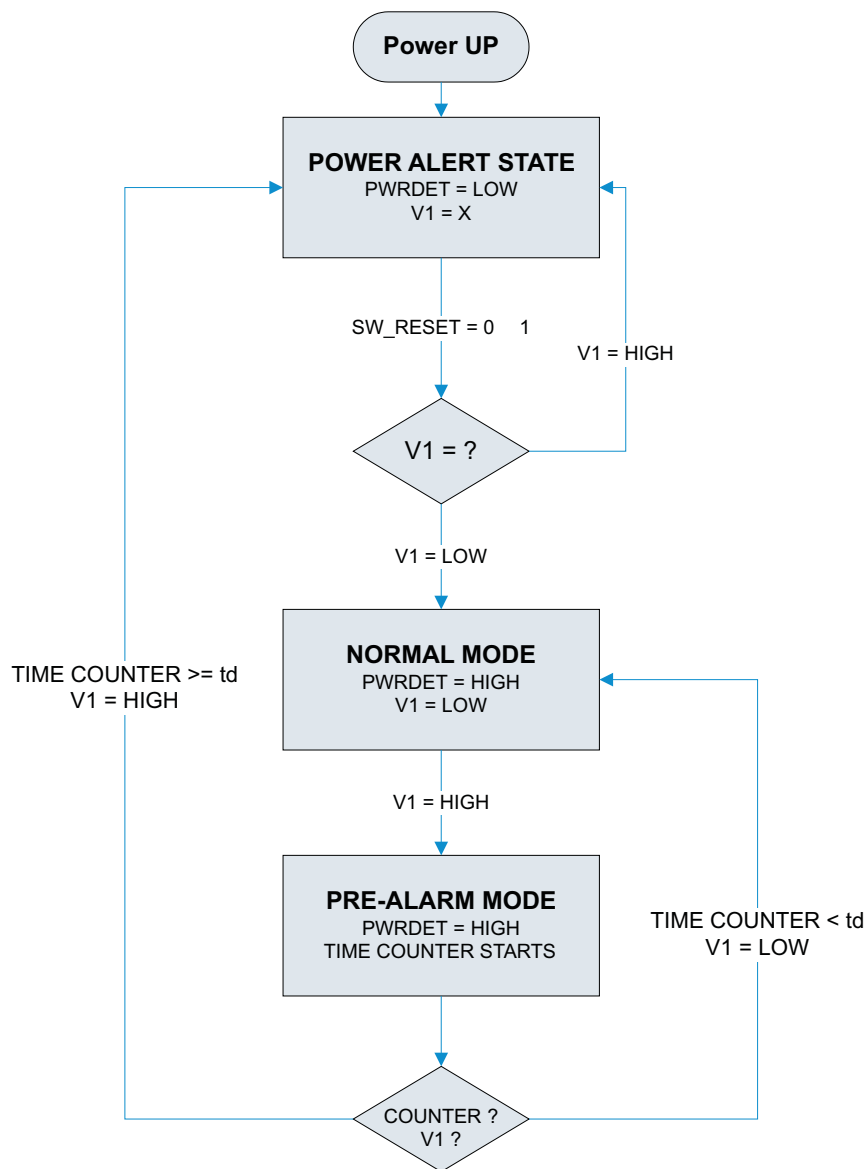 Power UP
POWER ALERT STATE
PWRDET = LOW
V1 = X
SW_RESET = 0 1
V1 = HIGH
V1 = ?
V1 = LOW
NORMAL MODE
PWRDET = HIGH
V1 = LOW
TIME COUNTER >= td
V1 = HIGH
V1 = HIGH
PRE-ALARM MODE
PWRDET = HIGH
TIME COUNTER STARTS
TIME COUNTER < td
V1 = LOW
COUNTER ?
V1 ?